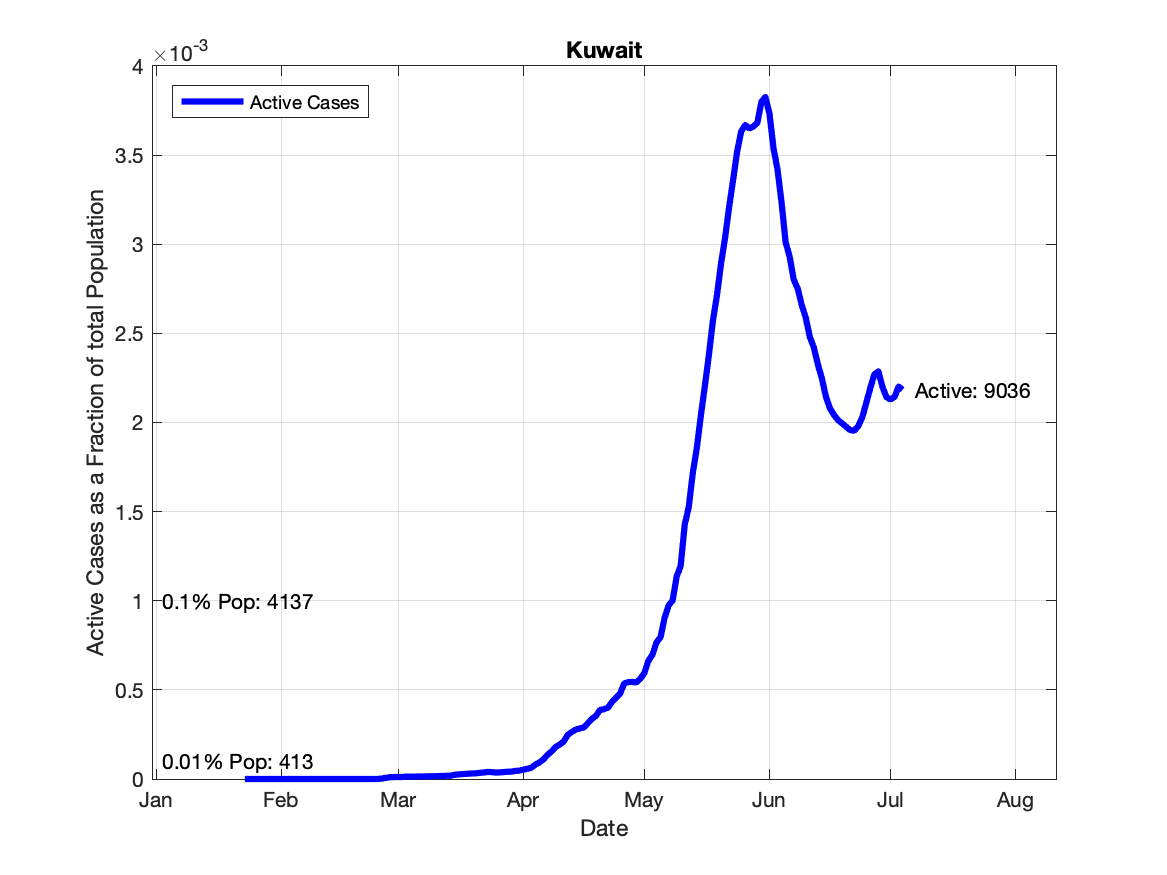 Kuwait
×10-3
4
3.5
3
2.5
2
1.5
1
0.5
0
Active Cases as a Fraction of total Population
Active Cases
Active: 9036
0.1% Pop: 4137
0.01% Pop: 413
Jan Feb Mar Apr May Jun Jul Aug
Date